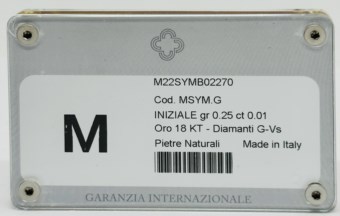 M22SYMB02270
Cod. MSYM.G
INIZIALE gr 0.25 ct 0.01
M
Oro 18 KT - Diamanti G-Vs
Pietre Naturali Made in Italy
GARANZIA INTERNAZIONALE